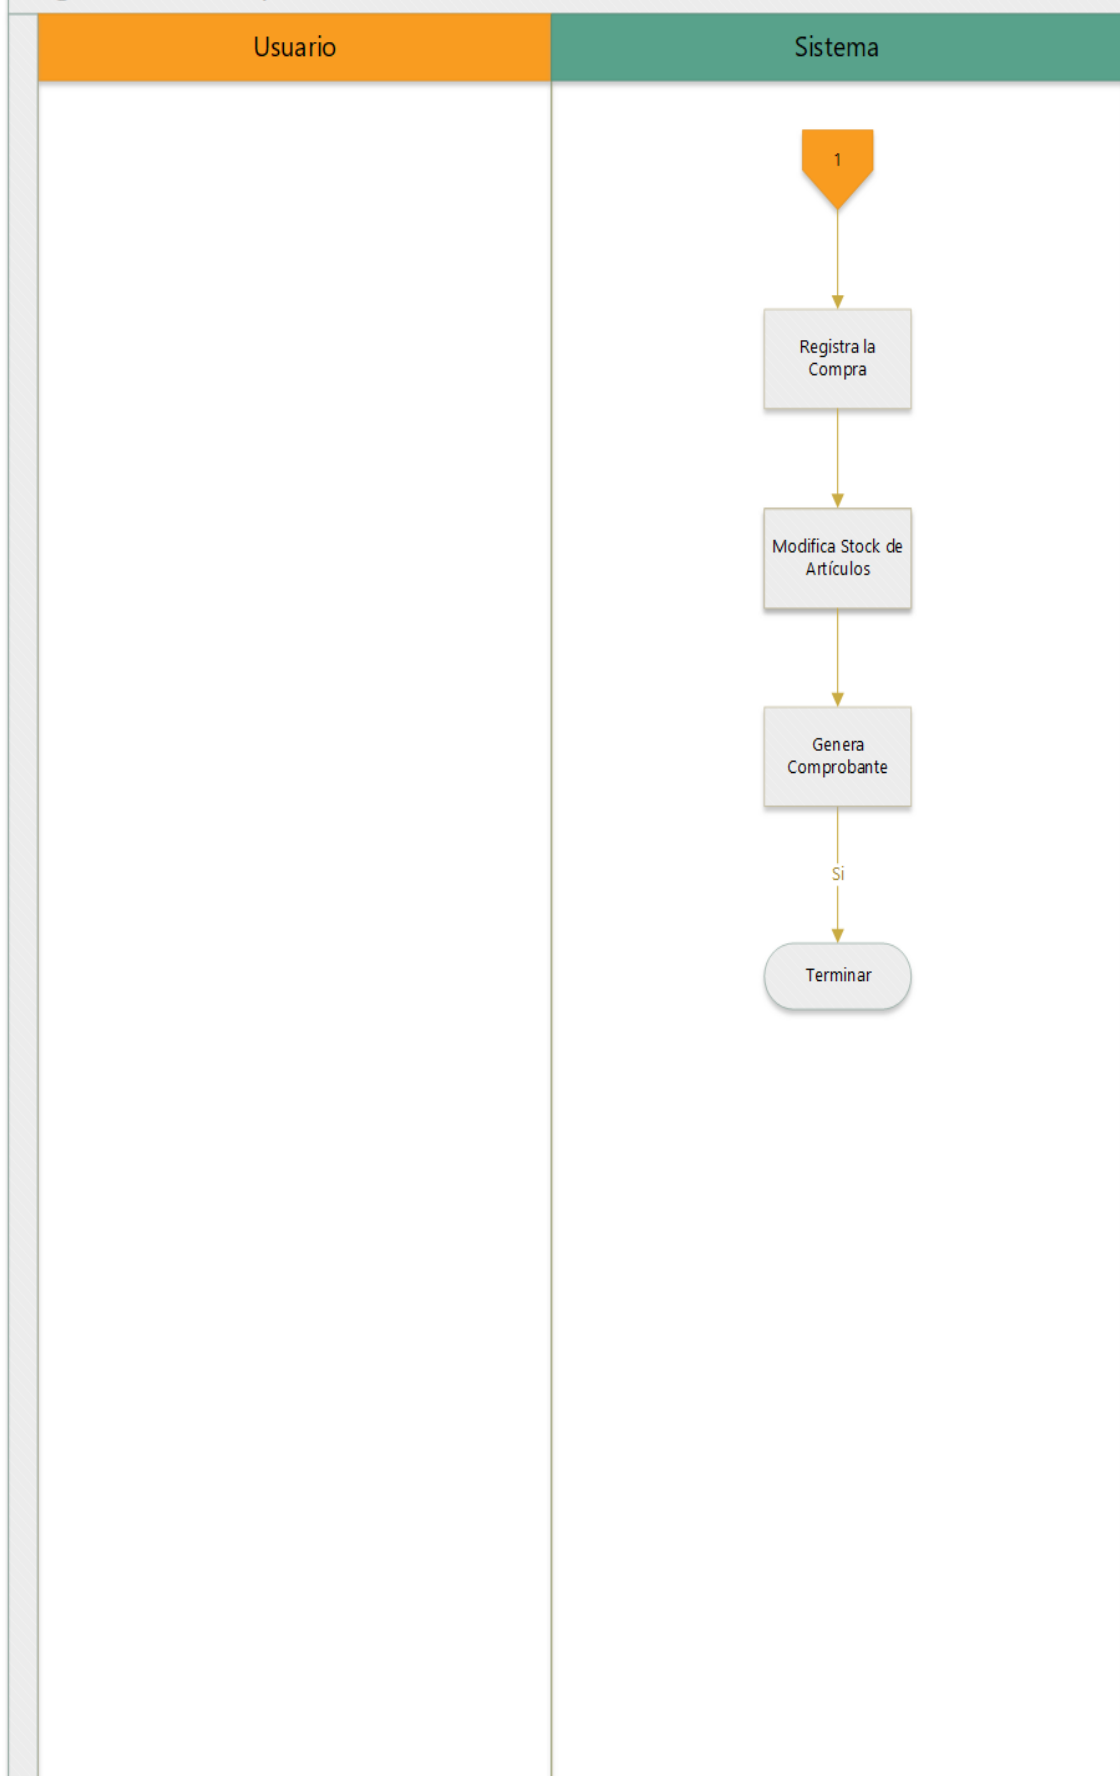 Usuario
Sistema
1
Registra la
Compra
Modifica Stock de
Artículos
Genera
Comprobante
Si
Terminar